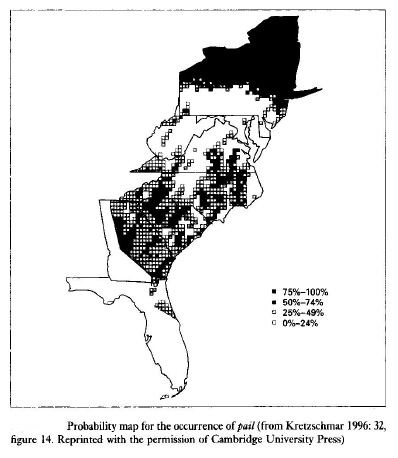 75%–100%
50%–74%
25%–49%
0%–24%
Probability map for the occurrence of pail (from Kretzschmar 1996: 32,
figure 14. Reprinted with the permission of Cambridge University Press)